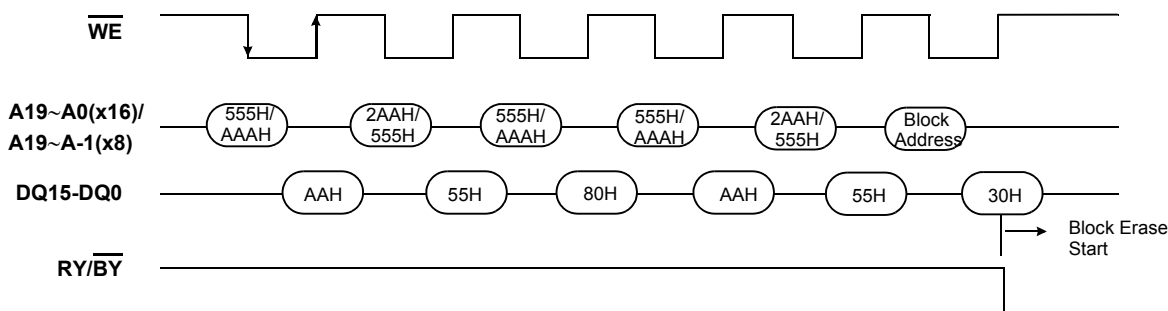 WE
A19~A0(x16)/
A19~A-1(x8)
555H/
AAAH
2AAH/
555H
555H/
AAAH
555H/
AAAH
2AAH/
555H
Block
Address
DQ15-DQ0
AAH
55H
80H
AAH
55H
30H
Block Erase
Start
RY/BY